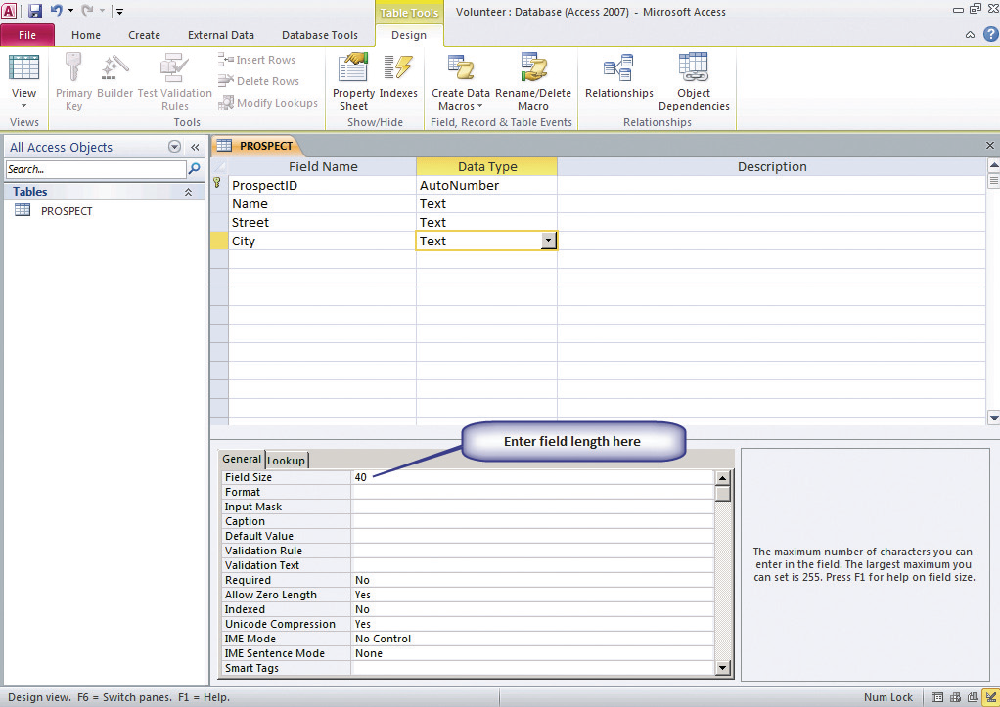 Table Tools
Volunteer : Database (Access 2007) - Microsoft Access
File Home Create External Data Database Tools Design
View
Primary Key
Builder
Test Validation Rules
Insert Rows
Delete Rows
Modify Lookups
Property Sheet
Indexes
Create Data Macros
Rename/Delete Macro
Relationships
Object Dependencies
Views Tools Show/Hide Field, Record & Table Events Relationships
All Access Objects
Search...
Tables
PROSPECT
PROSPECT
Field Name Data Type Description
ProspectID AutoNumber
Name Text
Street Text
City Text
Enter field length here
General Lookup
Field Size 40
Format
Input Mask
Caption
Default Value
Validation Rule
Validation Text
Required No
Allow Zero Length Yes
Indexed No
Unicode Compression Yes
IME Mode No Control
IME Sentence Mode None
Smart Tags
The maximum number of characters you can
enter in the field. The largest maximum you
can set is 255. Press F1 for help on field size.
Design view. F6 = Switch panes. F1 = Help.
Num Lock